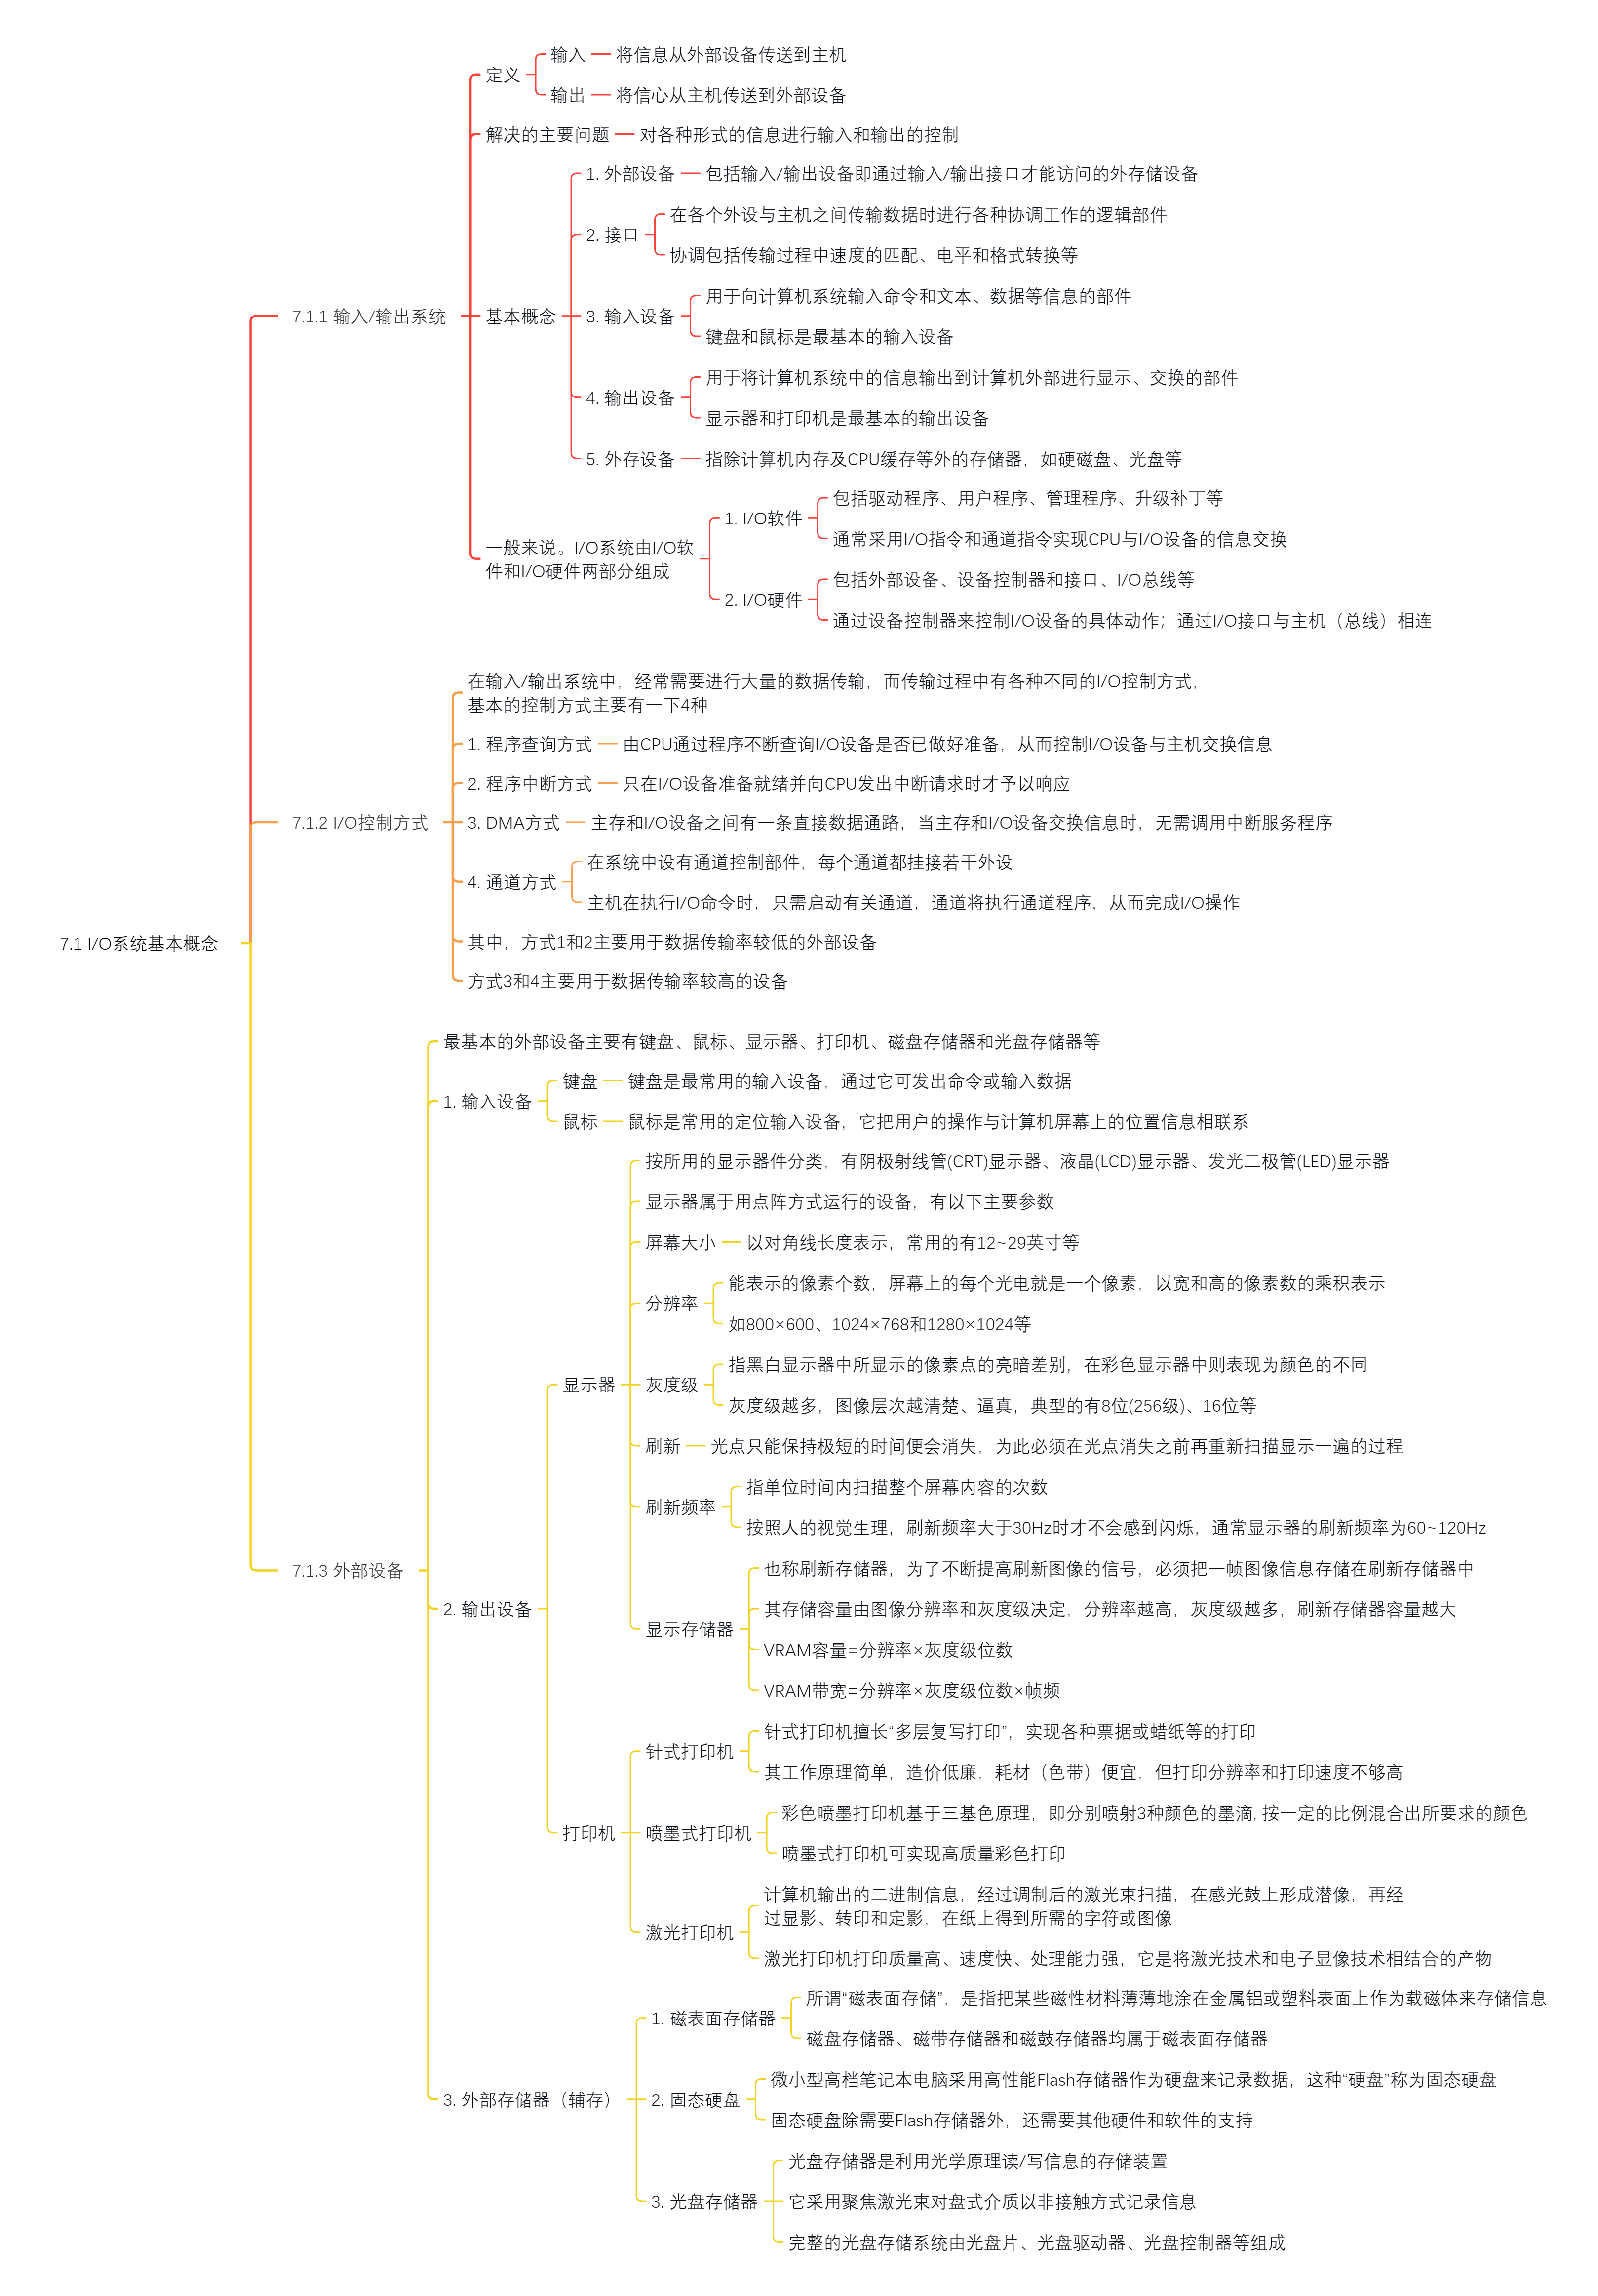 7.1 I/O系统基本概念
7.1.1 输入/输出系统
定义
输入
将信息从外部设备传送到主机
输出
将信心从主机传送到外部设备
解决的主要问题
对各种形式的信息进行输入和输出的控制
基本概念
1. 外部设备
包括输入/输出设备即通过输入/输出接口才能访问的外存储设备
2. 接口
在各个外设与主机之间传输数据时进行各种协调工作的逻辑部件
协调包括传输过程中速度的匹配、电平和格式转换等
3. 输入设备
用于向计算机系统输入命令和文本、数据等信息的部件
键盘和鼠标是最基本的输入设备
4. 输出设备
用于将计算机系统中的信息输出到计算机外部进行显示、交换的部件
显示器和打印机是最基本的输出设备
5. 外存设备
指除计算机内存及CPU缓存等外的存储器，如硬磁盘、光盘等
一般来说。I/O系统由I/O软
件和I/O硬件两部分组成
1. I/O软件
包括驱动程序、用户程序、管理程序、升级补丁等
通常采用I/O指令和通道指令实现CPU与I/O设备的信息交换
2. I/O硬件
包括外部设备、设备控制器和接口、I/O总线等
通过设备控制器来控制I/O设备的具体动作；通过I/O接口与主机（总线）相连
7.1.2 I/O控制方式
在输入/输出系统中，经常需要进行大量的数据传输，而传输过程中有各种不同的I/O控制方式，
基本的控制方式主要有一下4种
1. 程序查询方式
由CPU通过程序不断查询I/O设备是否已做好准备，从而控制I/O设备与主机交换信息
2. 程序中断方式
只在I/O设备准备就绪并向CPU发出中断请求时才予以响应
3. DMA方式
主存和I/O设备之间有一条直接数据通路，当主存和I/O设备交换信息时，无需调用中断服务程序
4. 通道方式
在系统中设有通道控制部件，每个通道都挂接若干外设
主机在执行I/O命令时，只需启动有关通道，通道将执行通道程序，从而完成I/O操作
其中，方式1和2主要用于数据传输率较低的外部设备
方式3和4主要用于数据传输率较高的设备
7.1.3 外部设备
最基本的外部设备主要有键盘、鼠标、显示器、打印机、磁盘存储器和光盘存储器等
1. 输入设备
键盘
键盘是最常用的输入设备，通过它可发出命令或输入数据
鼠标
鼠标是常用的定位输入设备，它把用户的操作与计算机屏幕上的位置信息相联系
2. 输出设备
显示器
按所用的显示器件分类，有阴极射线管(CRT)显示器、液晶(LCD)显示器、发光二极管(LED)显示器
显示器属于用点阵方式运行的设备，有以下主要参数
屏幕大小
以对角线长度表示，常用的有12~29英寸等
分辨率
能表示的像素个数，屏幕上的每个光电就是一个像素，以宽和高的像素数的乘积表示
如800×600、1024×768和1280×1024等
灰度级
指黑白显示器中所显示的像素点的亮暗差别，在彩色显示器中则表现为颜色的不同
灰度级越多，图像层次越清楚、逼真，典型的有8位(256级)、16位等
刷新
光点只能保持极短的时间便会消失，为此必须在光点消失之前再重新扫描显示一遍的过程
刷新频率
指单位时间内扫描整个屏幕内容的次数
按照人的视觉生理，刷新频率大于30Hz时才不会感到闪烁，通常显示器的刷新频率为60~120Hz
显示存储器
也称刷新存储器，为了不断提高刷新图像的信号，必须把一帧图像信息存储在刷新存储器中
其存储容量由图像分辨率和灰度级决定，分辨率越高，灰度级越多，刷新存储器容量越大
VRAM容量=分辨率×灰度级位数
VRAM带宽=分辨率×灰度级位数×帧频
打印机
针式打印机
针式打印机擅长“多层复写打印”，实现各种票据或蜡纸等的打印
其工作原理简单，造价低廉，耗材（色带）便宜，但打印分辨率和打印速度不够高
喷墨式打印机
彩色喷墨打印机基于三基色原理，即分别喷射3种颜色的墨滴, 按一定的比例混合出所要求的颜色
喷墨式打印机可实现高质量彩色打印
激光打印机
计算机输出的二进制信息，经过调制后的激光束扫描，在感光鼓上形成潜像，再经
过显影、转印和定影，在纸上得到所需的字符或图像
激光打印机打印质量高、速度快、处理能力强，它是将激光技术和电子显像技术相结合的产物
3. 外部存储器（辅存）
1. 磁表面存储器
所谓“磁表面存储”，是指把某些磁性材料薄薄地涂在金属铝或塑料表面上作为载磁体来存储信息
磁盘存储器、磁带存储器和磁鼓存储器均属于磁表面存储器
2. 固态硬盘
微小型高档笔记本电脑采用高性能Flash存储器作为硬盘来记录数据，这种“硬盘”称为固态硬盘
固态硬盘除需要Flash存储器外，还需要其他硬件和软件的支持
3. 光盘存储器
光盘存储器是利用光学原理读/写信息的存储装置
它采用聚焦激光束对盘式介质以非接触方式记录信息
完整的光盘存储系统由光盘片、光盘驱动器、光盘控制器等组成